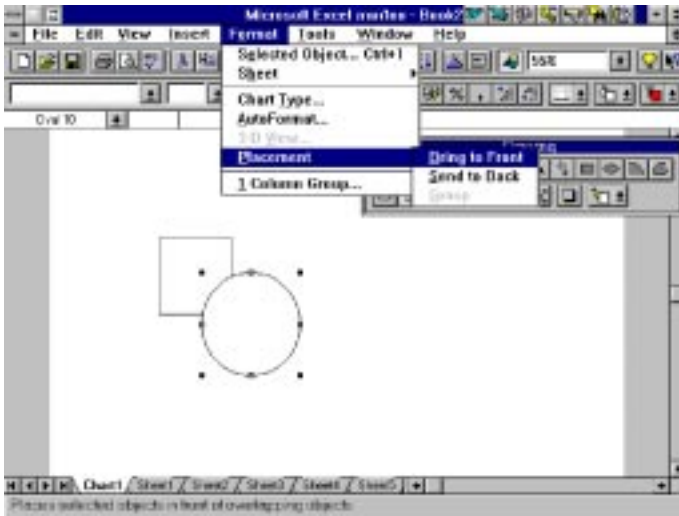 Microsoft Excel - Book2
File Edit View Insert Format Tools Window Help
Selected Object... Ctrl+1
Sheet
55%
Chart Type...
AutoFormat...
3-D View...
Placement
1 Column Group...
Bring to Front
Send to Back
Group
Drawing
Oval 10
Chart1 Sheet1 Sheet2 Sheet3 Sheet4 Sheet5
Places selected objects in front of overlapping objects